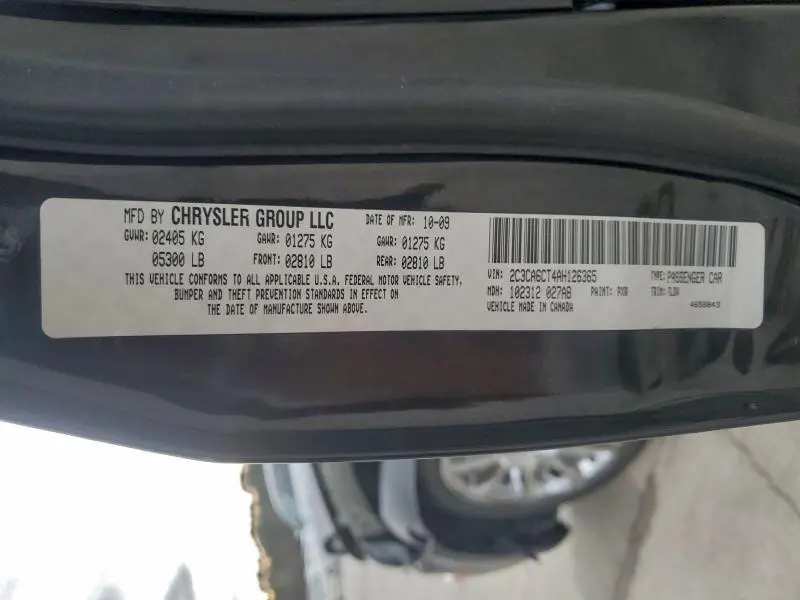 MFD BY CHRYSLER GROUP LLC DATE OF MFR: 10-09
GVWR: 02405 KG GAWR: 01275 KG GAWR: 01275 KG
05300 LB FRONT: 02810 LB REAR: 02810 LB
THIS VEHICLE CONFORMS TO ALL APPLICABLE U.S.A. FEDERAL MOTOR VEHICLE SAFETY,
BUMPER AND THEFT PREVENTION STANDARDS IN EFFECT ON
THE DATE OF MANUFACTURE SHOWN ABOVE.
VIN: 2C3CA6CT4AH126365 TYPE: PASSENGER CAR
MDH: 102312 027AB PAINT: PXR TRIM: TLDV
VEHICLE MADE IN CANADA 4658043